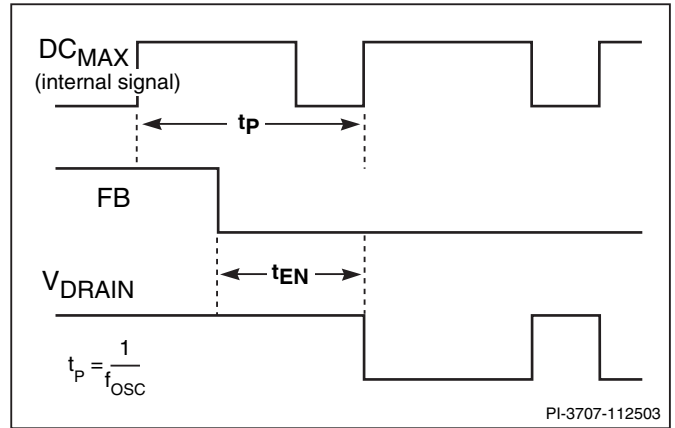 DCMAX
(internal signal)
tP
FB
tEN
VDRAIN
tP = 1/fOSC
PI-3707-112503